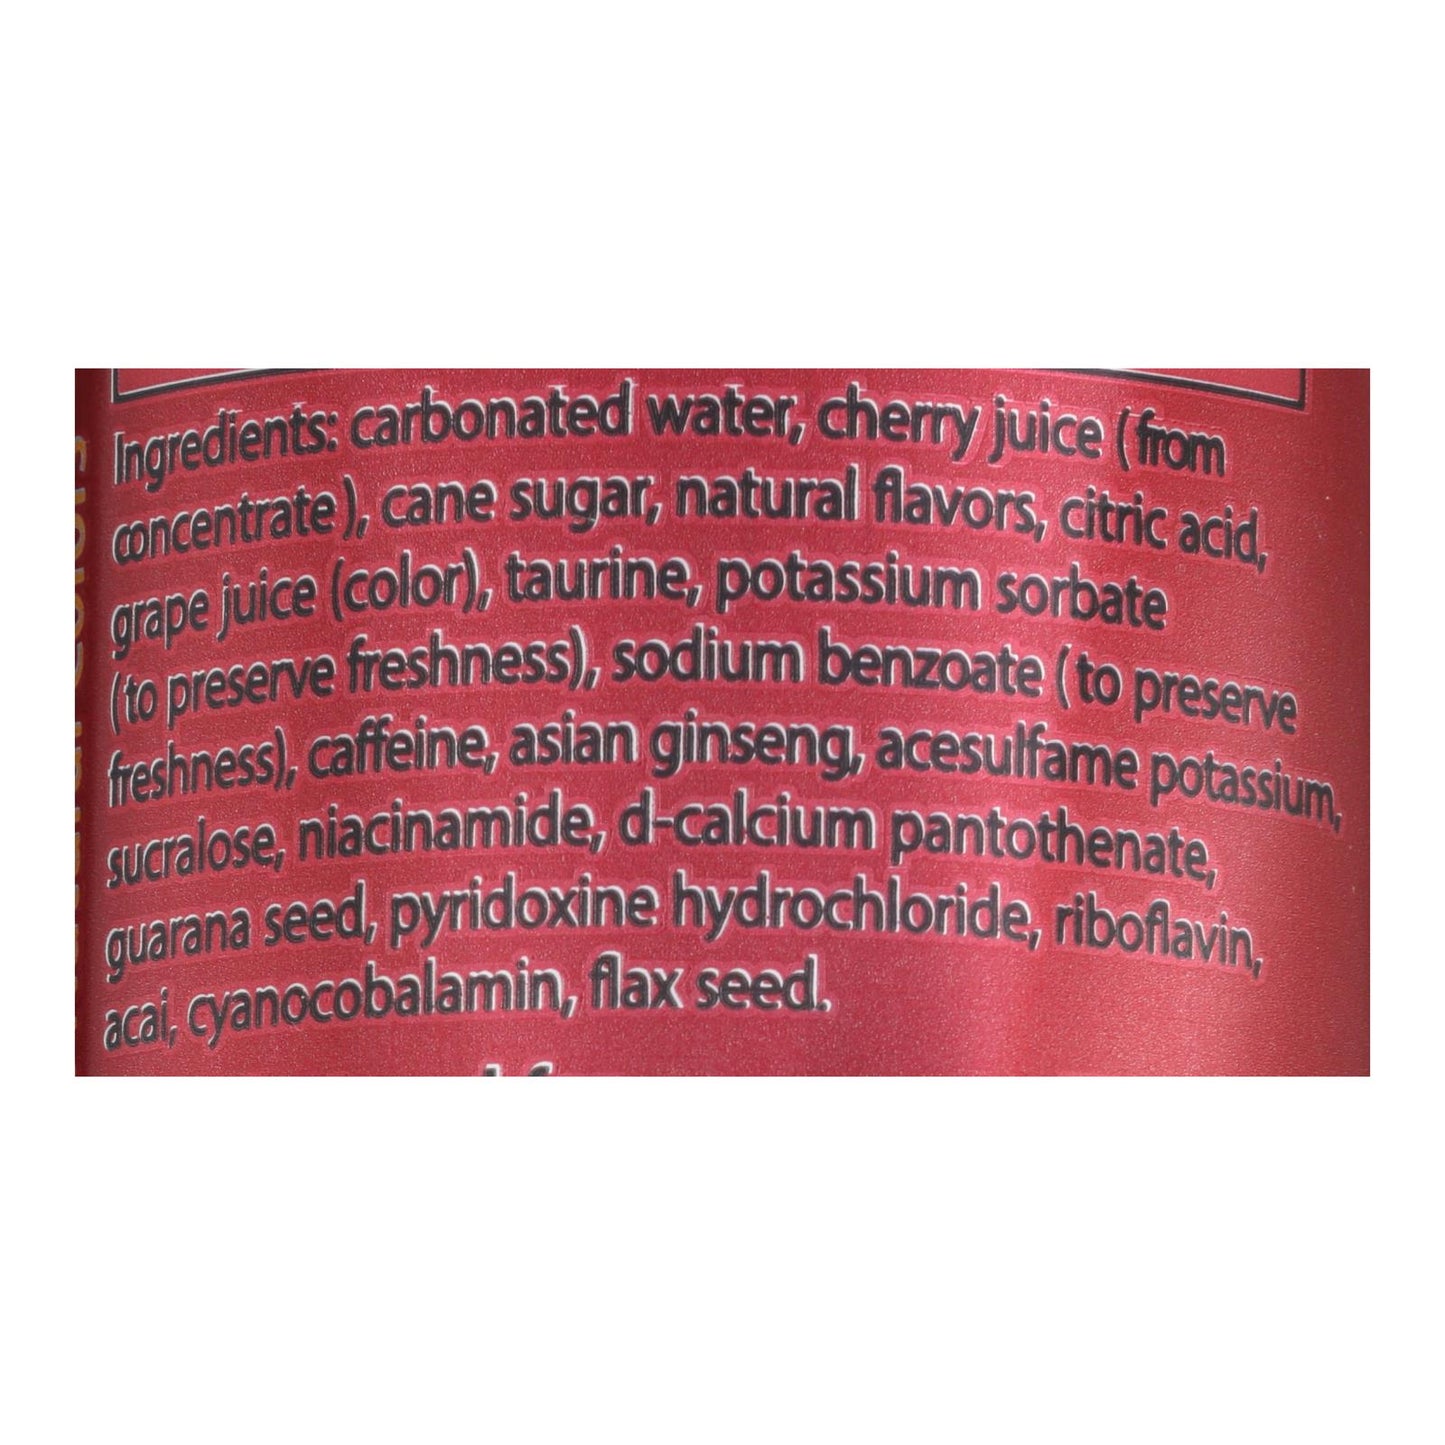 Ingredients: carbonated water, cherry juice (from
concentrate), cane sugar, natural flavors, citric acid,
grape juice (color), taurine, potassium sorbate
(to preserve freshness), sodium benzoate (to preserve
freshness), caffeine, asian ginseng, acesulfame potassium,
sucralose, niacinamide, d-calcium pantothenate,
guarana seed, pyridoxine hydrochloride, riboflavin,
acai, cyanocobalamin, flax seed.